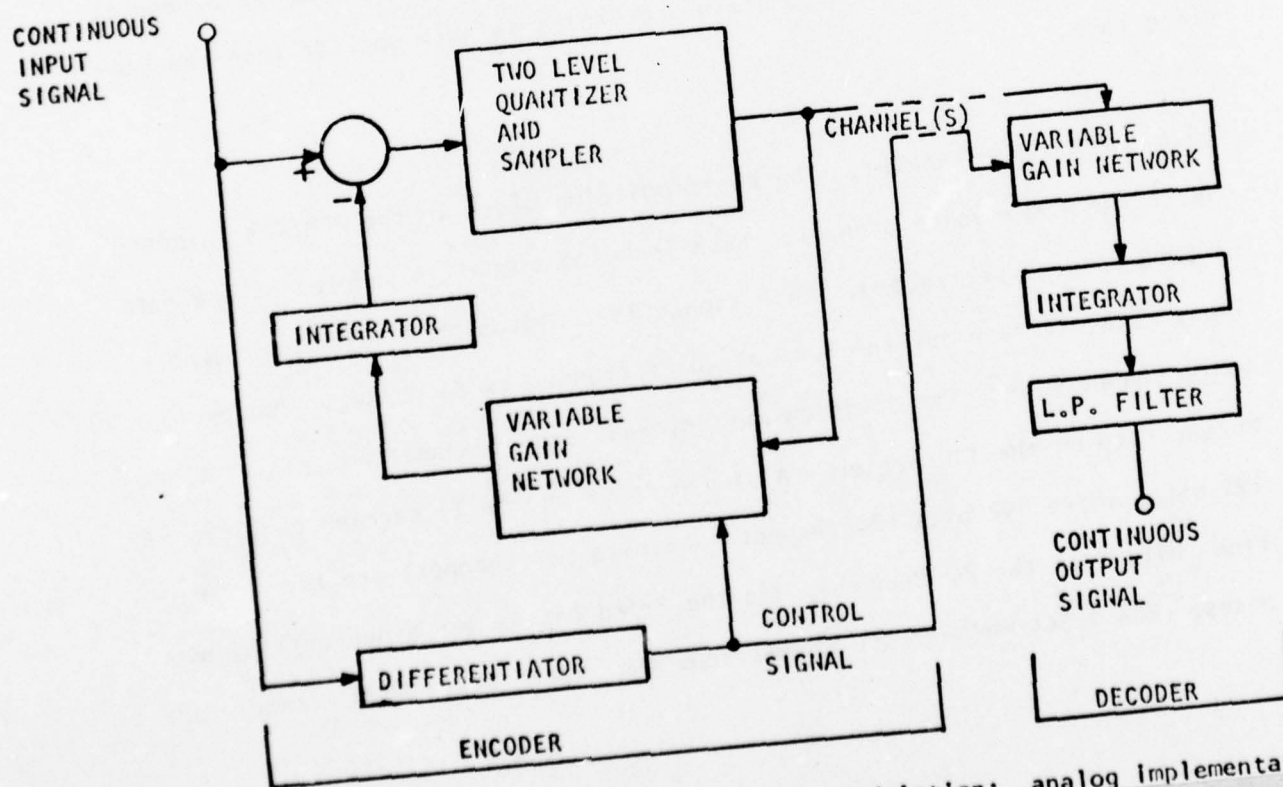 CONTINUOUS
INPUT
SIGNAL
+
-
TWO LEVEL
QUANTIZER
AND
SAMPLER
CHANNEL(S)
VARIABLE
GAIN NETWORK
INTEGRATOR
INTEGRATOR
L.P. FILTER
VARIABLE
GAIN
NETWORK
CONTINUOUS
OUTPUT
SIGNAL
DIFFERENTIATOR
CONTROL
SIGNAL
ENCODER
DECODER
analog implementa